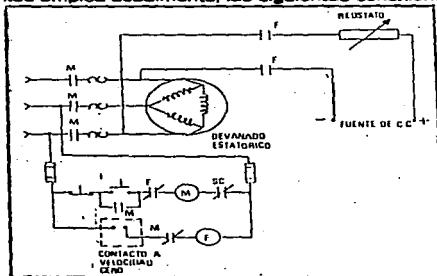 REOSTATO
F
F
M
M
M
DEVANADO
ESTATORICO
- FUENTE DE C C +
F
M
SC
M
M
F
CONTACTO A
VELOCIDAD
CERO